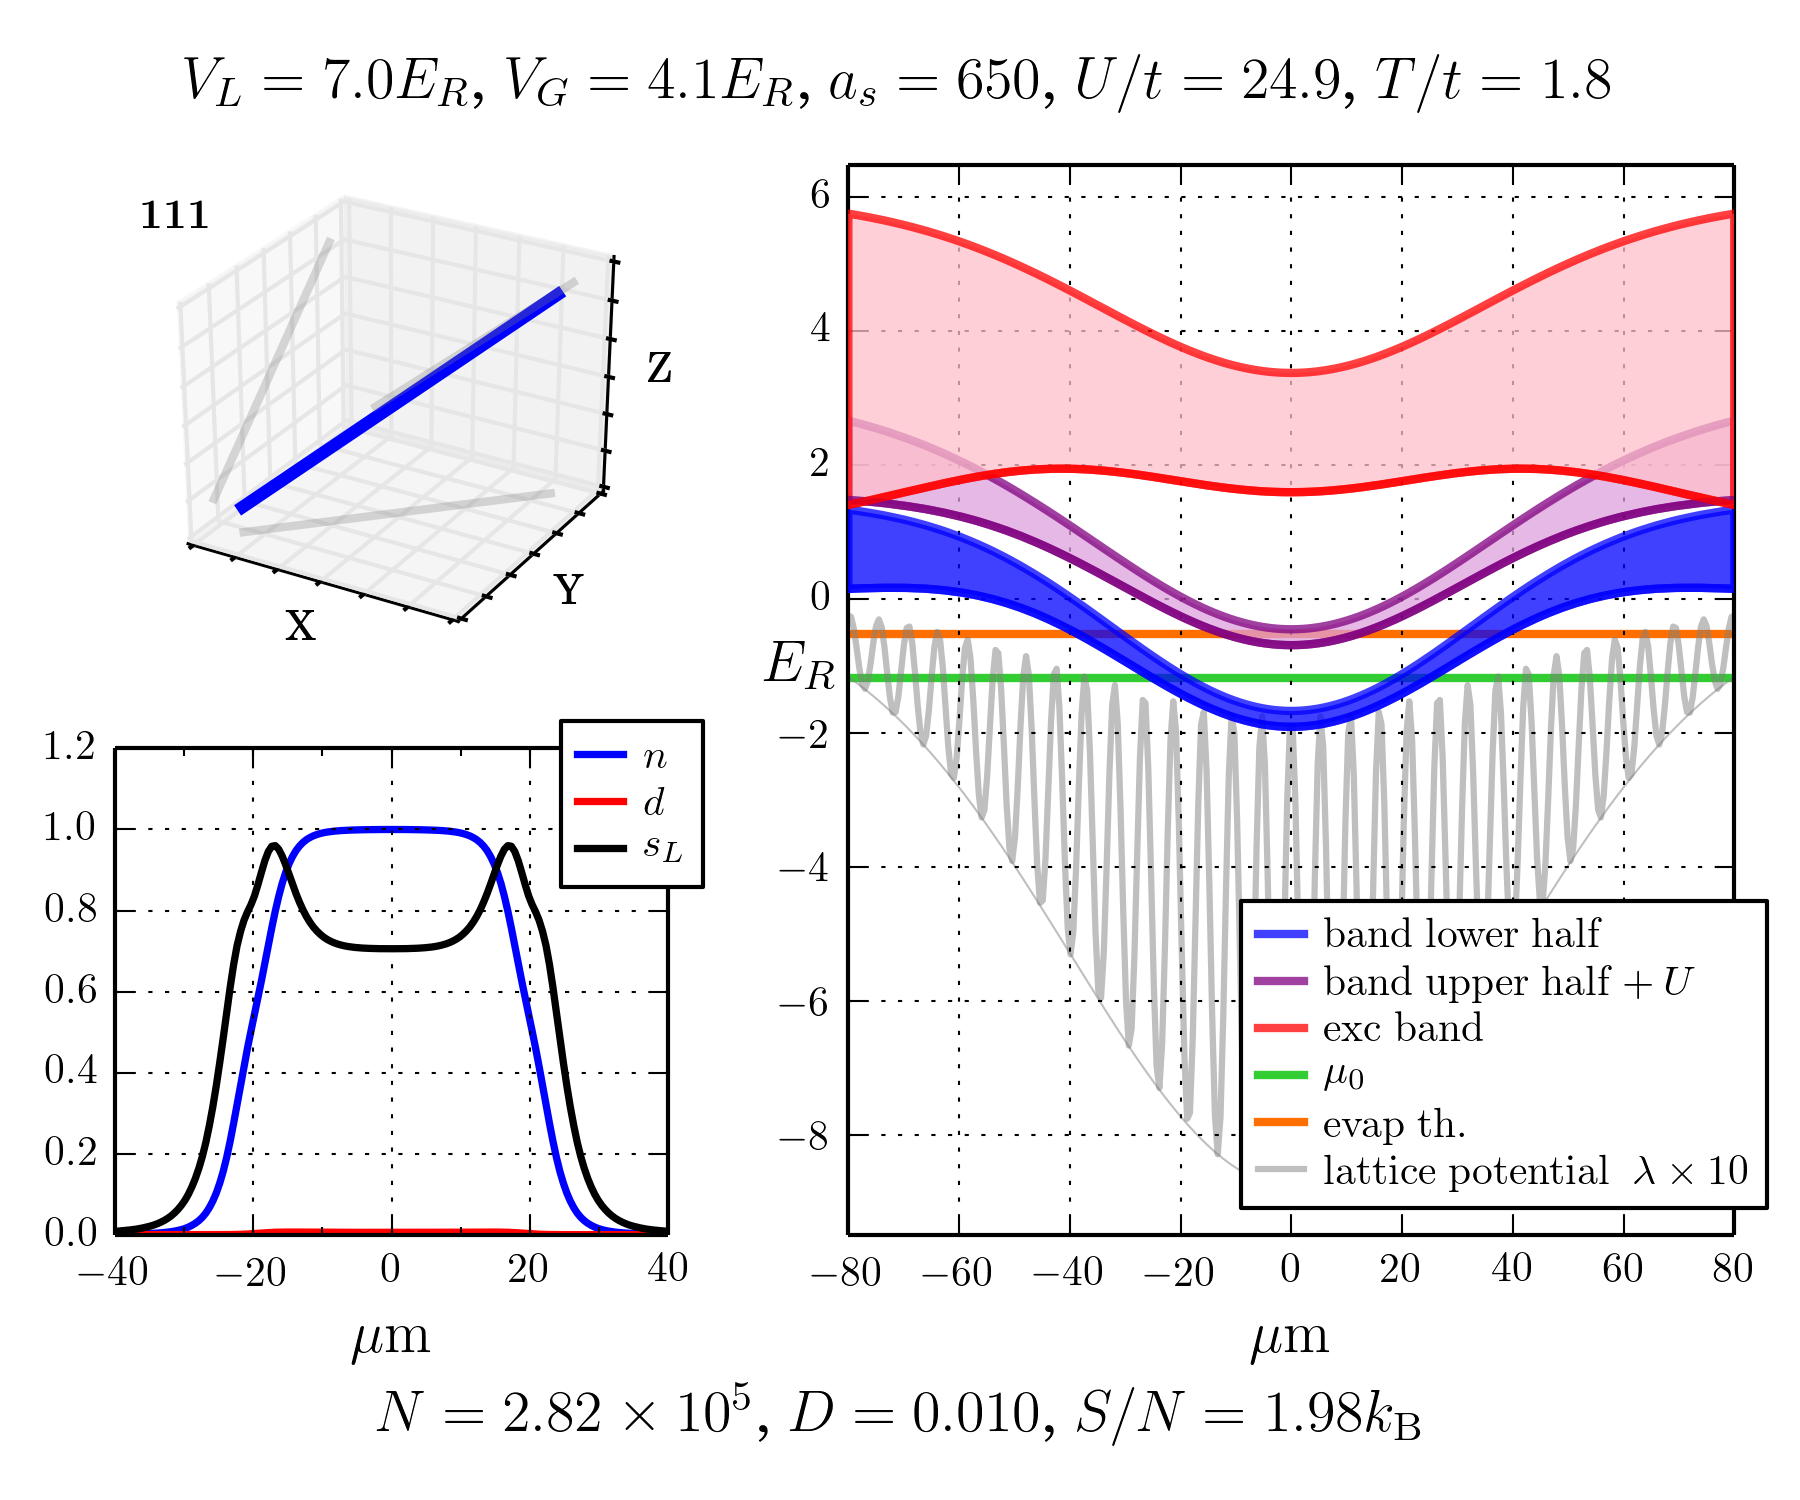 V_L = 7.0E_R, V_G = 4.1E_R, a_s = 650, U/t = 24.9, T/t = 1.8
111
X
Y
Z
1.2
1.0
0.8
0.6
0.4
0.2
0.0
−40 −20 0 20 40
μm
n
d
s_L
6
4
2
0
E_R
−2
−4
−6
−8
−80 −60 −40 −20 0 20 40 60 80
μm
band lower half
band upper half + U
exc band
μ_0
evap th.
lattice potential λ × 10
N = 2.82 × 10^5, D = 0.010, S/N = 1.98k_B